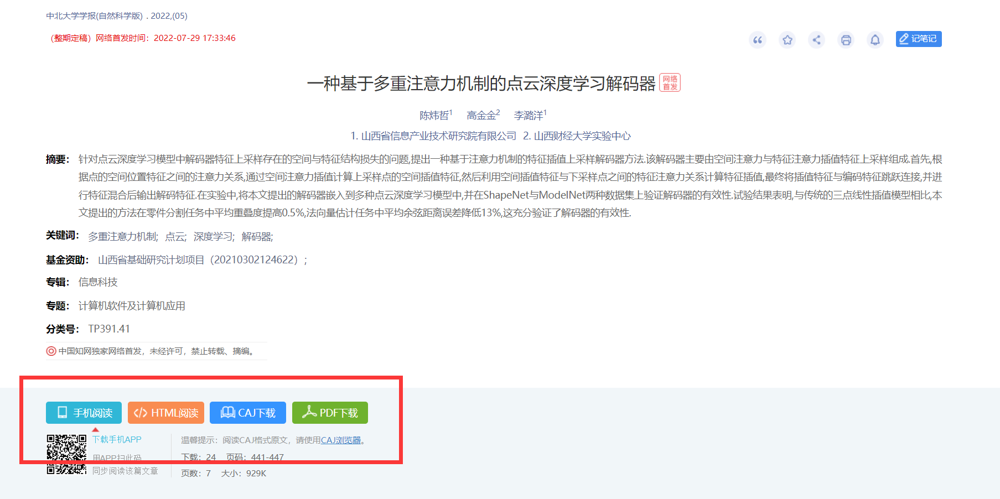 中北大学学报(自然科学版) . 2022,(05)
（整期定稿）网络首发时间：2022-07-29 17:33:46
记笔记
一种基于多重注意力机制的点云深度学习解码器 网络首发
陈炜哲1 高金金2 李潞洋1
1. 山西省信息产业技术研究院有限公司 2. 山西财经大学实验中心
摘要： 针对点云深度学习模型中解码器特征上采样存在的空间与特征结构损失的问题,提出一种基于注意力机制的特征插值上采样解码器方法.该解码器主要由空间注意力与特征注意力插值特征上采样组成.首先,根
据点的空间位置特征之间的注意力关系,通过空间注意力插值计算上采样点的空间插值特征,然后利用空间插值特征与下采样点之间的特征注意力关系计算特征插值,最终将插值特征与编码特征跳跃连接,并进
行特征混合后输出解码特征.在实验中,将本文提出的解码器嵌入到多种点云深度学习模型中,并在ShapeNet与ModelNet两种数据集上验证解码器的有效性.试验结果表明,与传统的三点线性插值模型相比,本
文提出的方法在零件分割任务中平均重叠度提高0.5%,法向量估计任务中平均余弦距离误差降低13%,这充分验证了解码器的有效性.
关键词： 多重注意力机制; 点云; 深度学习; 解码器;
基金资助： 山西省基础研究计划项目（20210302124622）;
专辑： 信息科技
专题： 计算机软件及计算机应用
分类号： TP391.41
中国知网独家网络首发，未经许可，禁止转载、摘编。
手机阅读 HTML阅读 CAJ下载 PDF下载
下载手机APP
用APP扫此码
同步阅读该篇文章
温馨提示：阅读CAJ格式原文，请使用CAJ浏览器。
下载：24 页码：441-447
页数：7 大小：929K